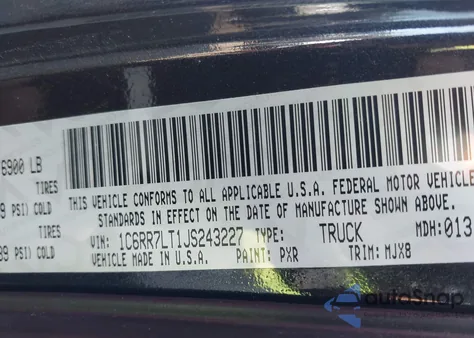 6900 LB
TIRES
THIS VEHICLE CONFORMS TO ALL APPLICABLE U.S.A. FEDERAL MOTOR VEHICLE
9 PSI) COLD
STANDARDS IN EFFECT ON THE DATE OF MANUFACTURE SHOWN ABOVE.
TIRES
VIN: 1C6RR7LT1JS243227 TYPE: TRUCK MDH: 013
99 PSI) COLD
VEHICLE MADE IN U.S.A. PAINT: PXR TRIM: MJX8
autoSnap